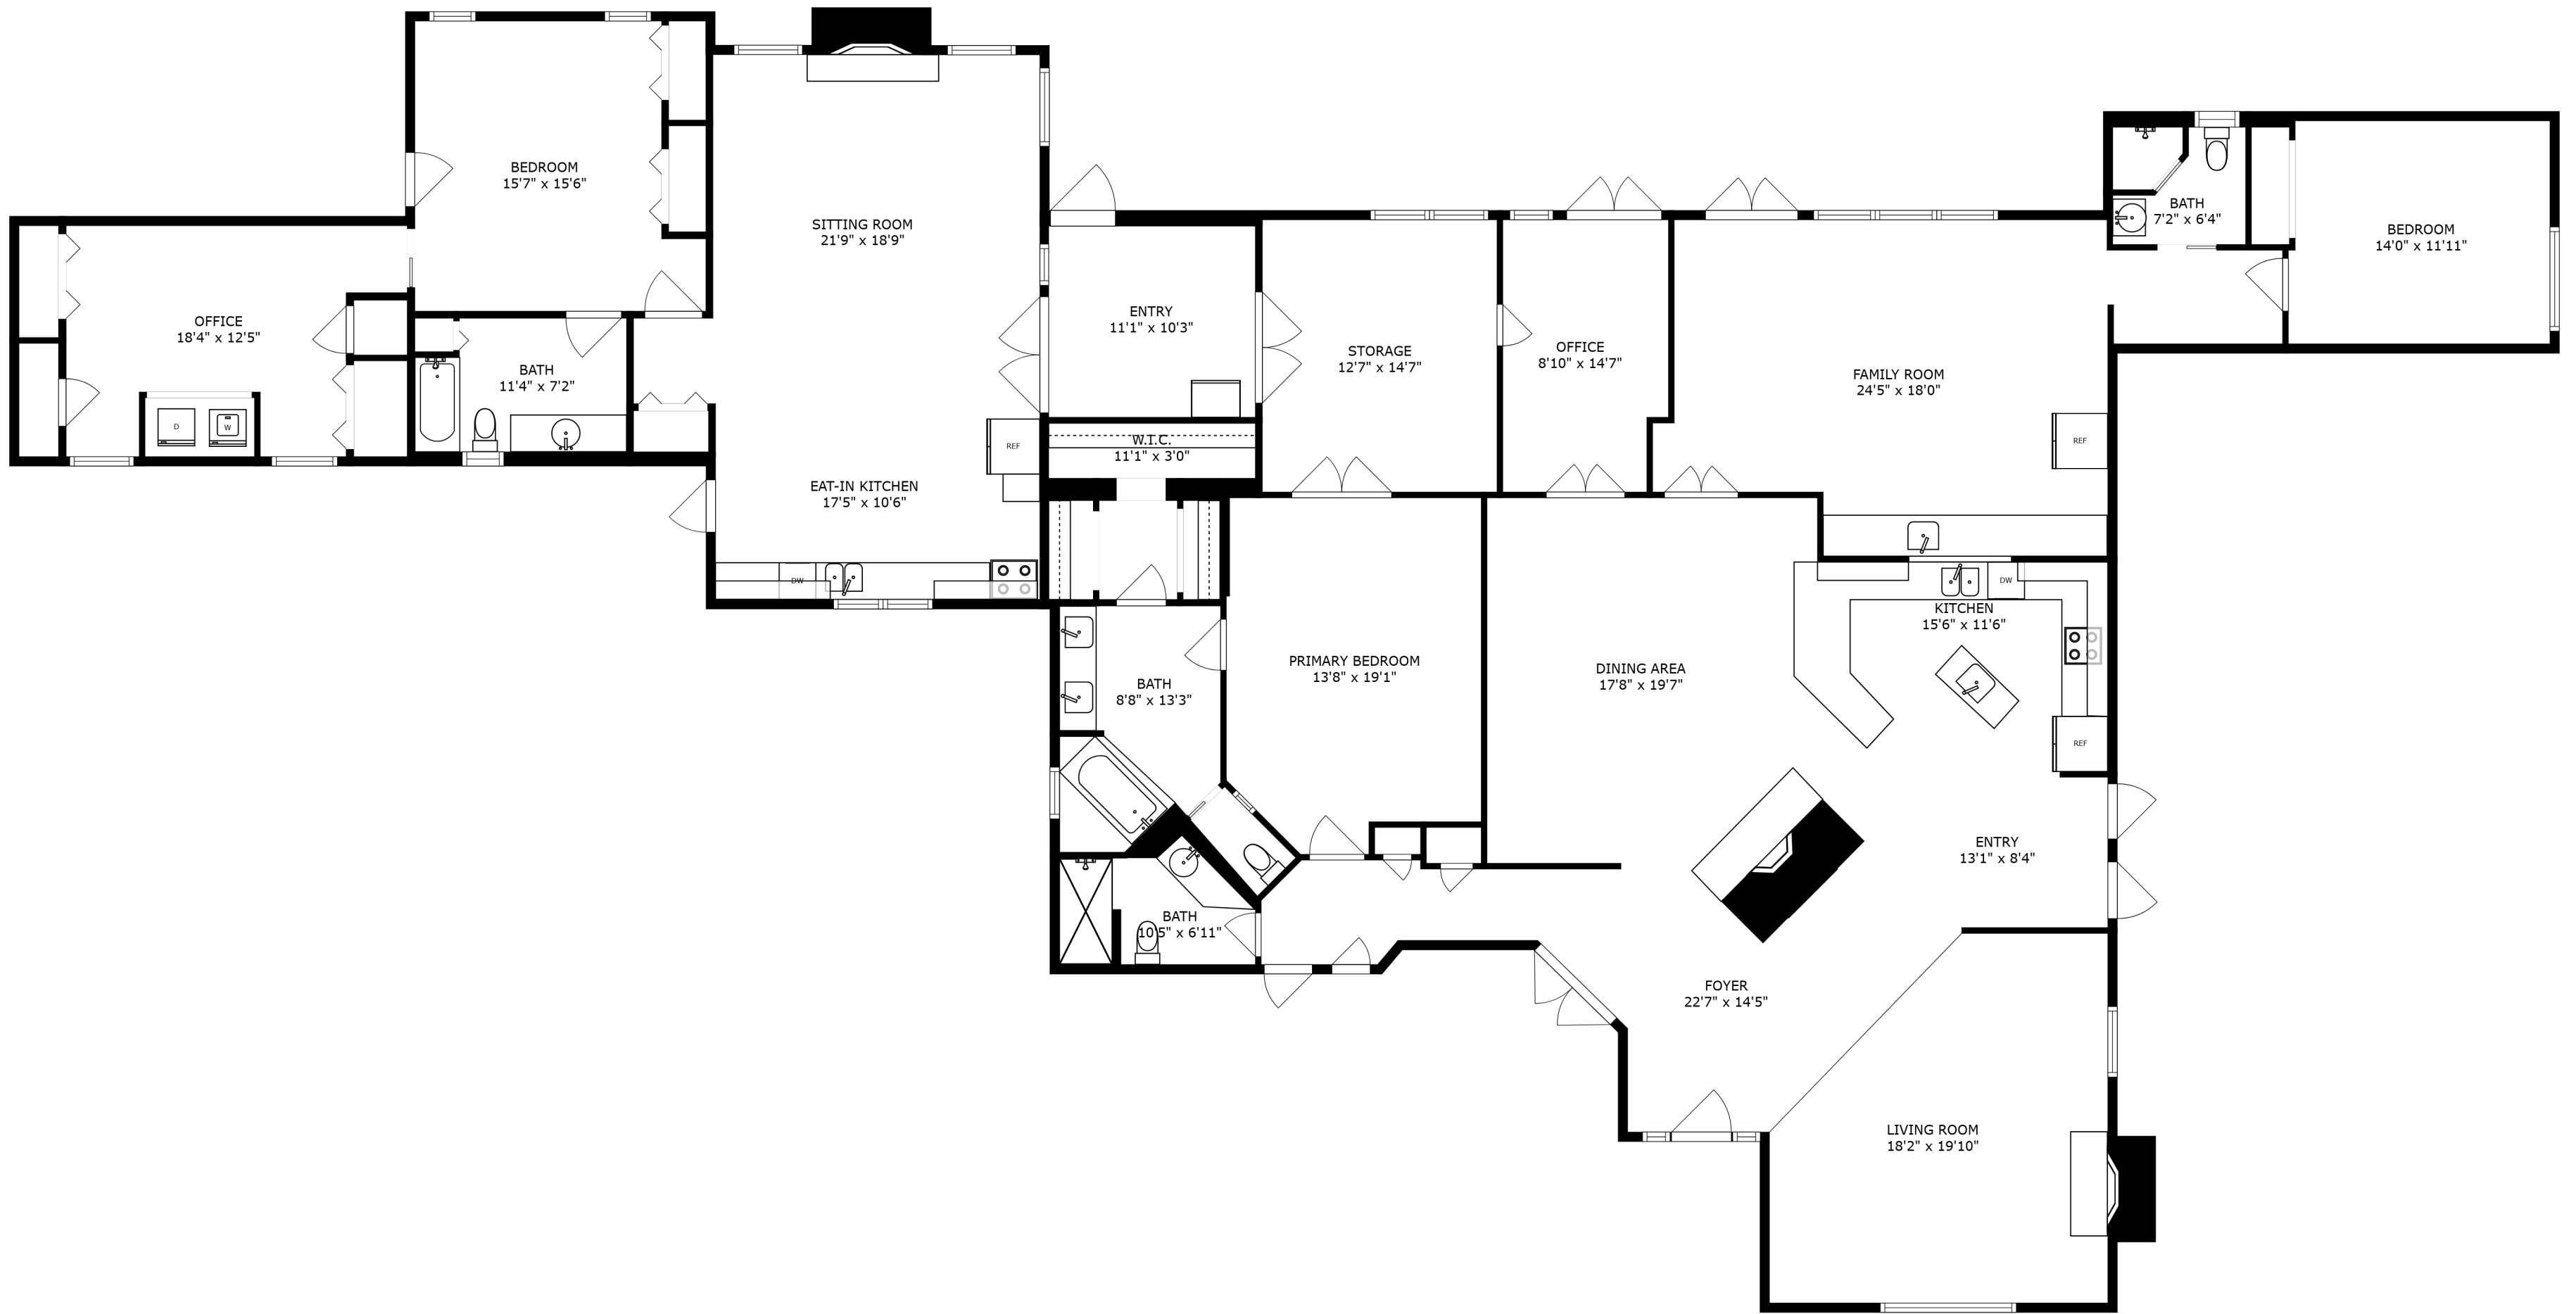 BEDROOM
15'7" x 15'6"
SITTING ROOM
21'9" x 18'9"
BATH
7'2" x 6'4"
BEDROOM
14'0" x 11'11"
OFFICE
18'4" x 12'5"
ENTRY
11'1" x 10'3"
STORAGE
12'7" x 14'7"
OFFICE
8'10" x 14'7"
FAMILY ROOM
24'5" x 18'0"
BATH
11'4" x 7'2"
D
W
REF
W.I.C.
11'1" x 3'0"
REF
EAT-IN KITCHEN
17'5" x 10'6"
DW
DW
KITCHEN
15'6" x 11'6"
PRIMARY BEDROOM
13'8" x 19'1"
DINING AREA
17'8" x 19'7"
BATH
8'8" x 13'3"
REF
ENTRY
13'1" x 8'4"
BATH
10'5" x 6'11"
FOYER
22'7" x 14'5"
LIVING ROOM
18'2" x 19'10"